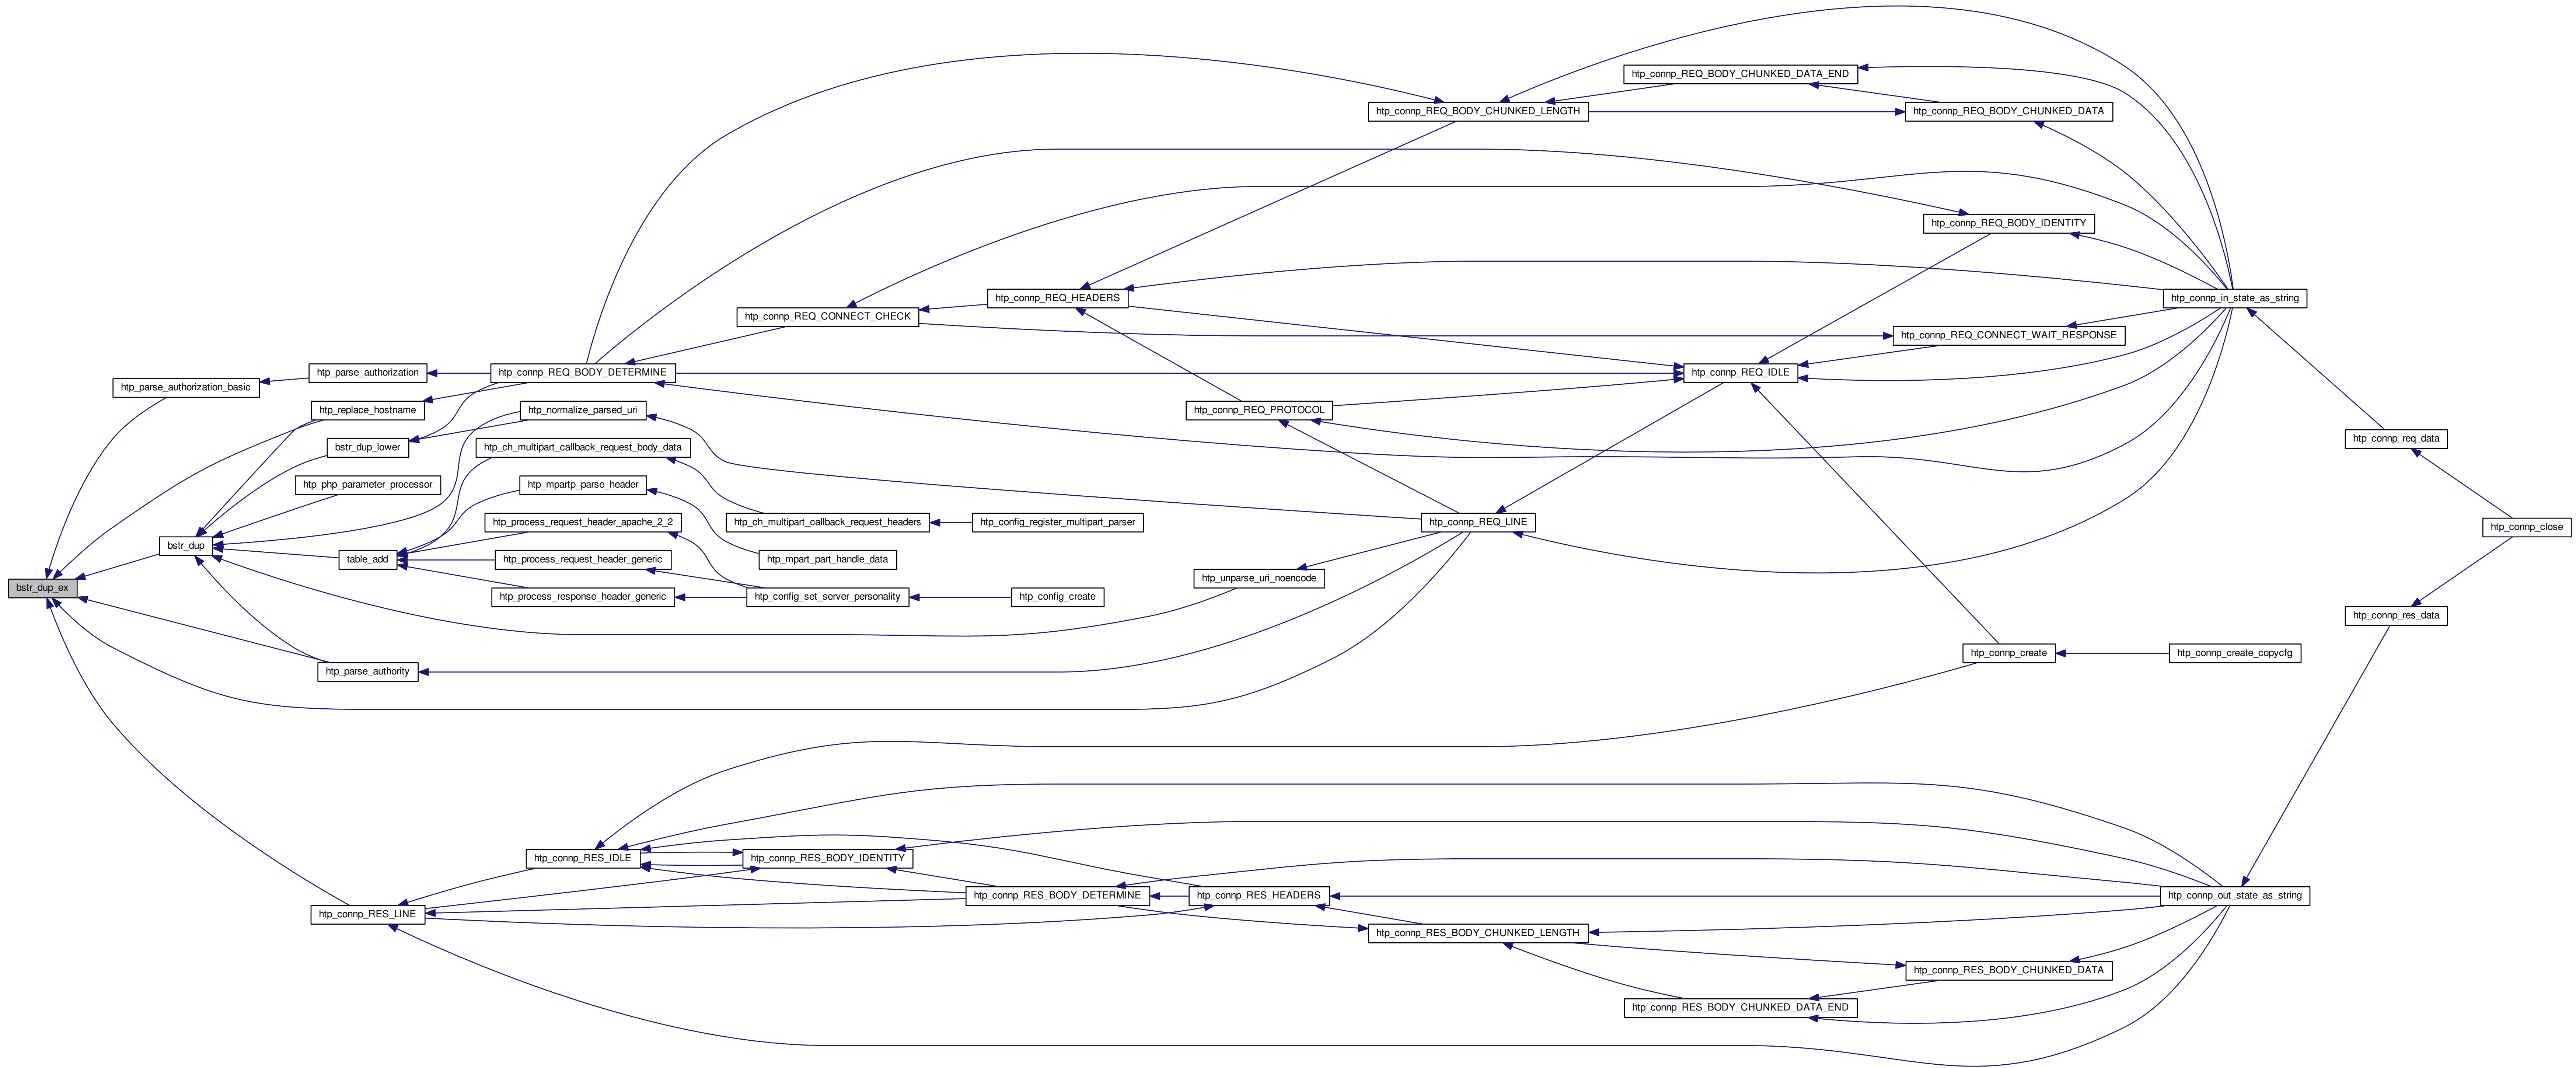 bstr_dup_ex
htp_parse_authorization_basic
bstr_dup
htp_parse_authorization
htp_replace_hostname
bstr_dup_lower
htp_php_parameter_processor
table_add
htp_parse_authority
htp_connp_RES_LINE
htp_connp_REQ_BODY_DETERMINE
htp_normalize_parsed_uri
htp_ch_multipart_callback_request_body_data
htp_mpartp_parse_header
htp_process_request_header_apache_2_2
htp_process_request_header_generic
htp_process_response_header_generic
htp_connp_RES_IDLE
htp_connp_REQ_CONNECT_CHECK
htp_ch_multipart_callback_request_headers
htp_mpart_part_handle_data
htp_config_set_server_personality
htp_connp_RES_BODY_IDENTITY
htp_connp_REQ_HEADERS
htp_config_register_multipart_parser
htp_config_create
htp_connp_RES_BODY_DETERMINE
htp_connp_REQ_PROTOCOL
htp_unparse_uri_noencode
htp_connp_RES_HEADERS
htp_connp_REQ_BODY_CHUNKED_LENGTH
htp_connp_REQ_LINE
htp_connp_RES_BODY_CHUNKED_LENGTH
htp_connp_REQ_BODY_CHUNKED_DATA_END
htp_connp_REQ_IDLE
htp_connp_RES_BODY_CHUNKED_DATA_END
htp_connp_REQ_BODY_CHUNKED_DATA
htp_connp_REQ_BODY_IDENTITY
htp_connp_REQ_CONNECT_WAIT_RESPONSE
htp_connp_create
htp_connp_RES_BODY_CHUNKED_DATA
htp_connp_in_state_as_string
htp_connp_create_copycfg
htp_connp_out_state_as_string
htp_connp_req_data
htp_connp_res_data
htp_connp_close